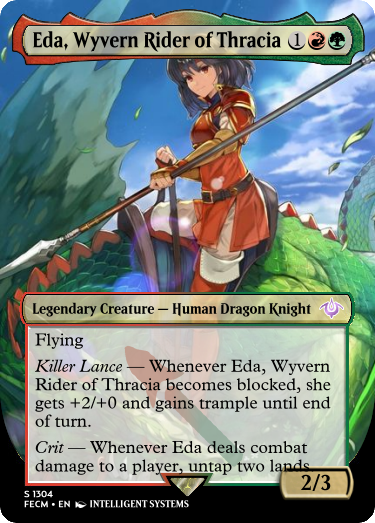 Eda, Wyvern Rider of Thracia 1
Legendary Creature — Human Dragon Knight
Flying
Killer Lance — Whenever Eda, Wyvern
Rider of Thracia becomes blocked, she
gets +2/+0 and gains trample until end
of turn.
Crit — Whenever Eda deals combat
damage to a player, untap two lands.
2/3
S 1304
FECM • EN INTELLIGENT SYSTEMS